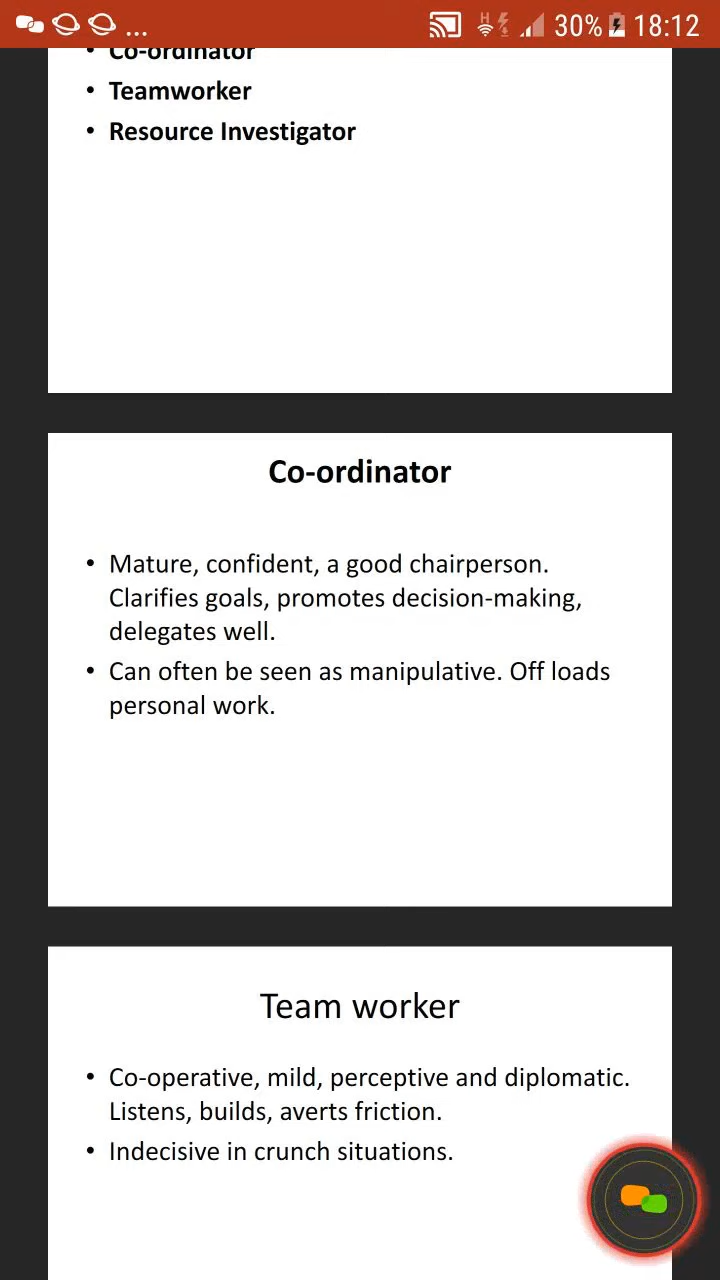 ...
30%
18:12
• Co-ordinator
• Teamworker
• Resource Investigator
Co-ordinator
• Mature, confident, a good chairperson.
Clarifies goals, promotes decision-making,
delegates well.
• Can often be seen as manipulative. Off loads
personal work.
Team worker
• Co-operative, mild, perceptive and diplomatic.
Listens, builds, averts friction.
• Indecisive in crunch situations.